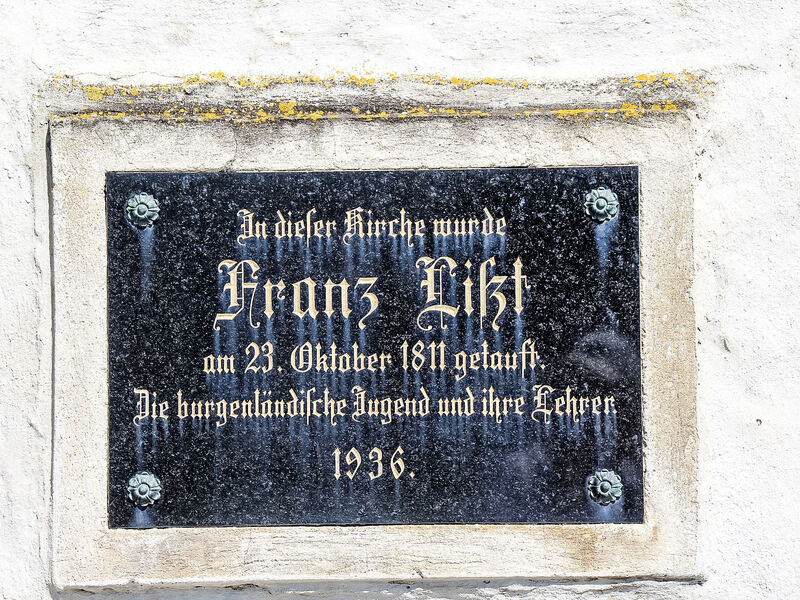 In dieſer Kirche wurde
Franz Liſzt
am 23. Oktober 1811 getauft.
Die burgenländiſche Jugend und ihre Lehrer.
1936.